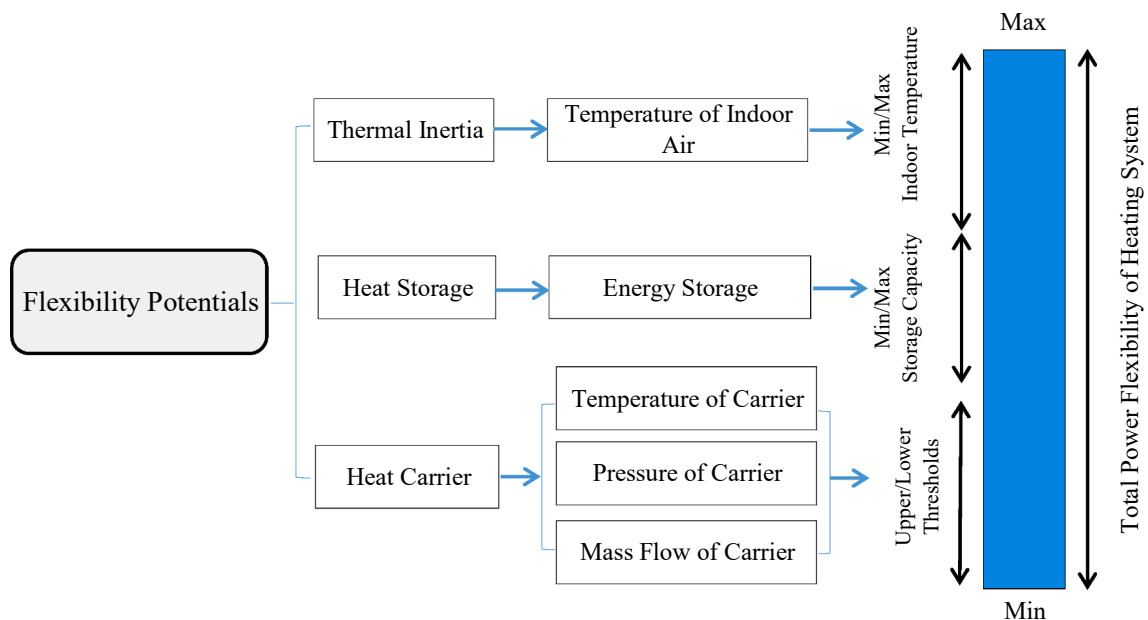 Max
Thermal Inertia
Temperature of Indoor
Air
Min/Max
Indoor Temperature
Flexibility Potentials
Heat Storage
Energy Storage
Min/Max
Storage Capacity
Temperature of Carrier
Heat Carrier
Pressure of Carrier
Mass Flow of Carrier
Upper/Lower
Thresholds
Total Power Flexibility of Heating System
Min